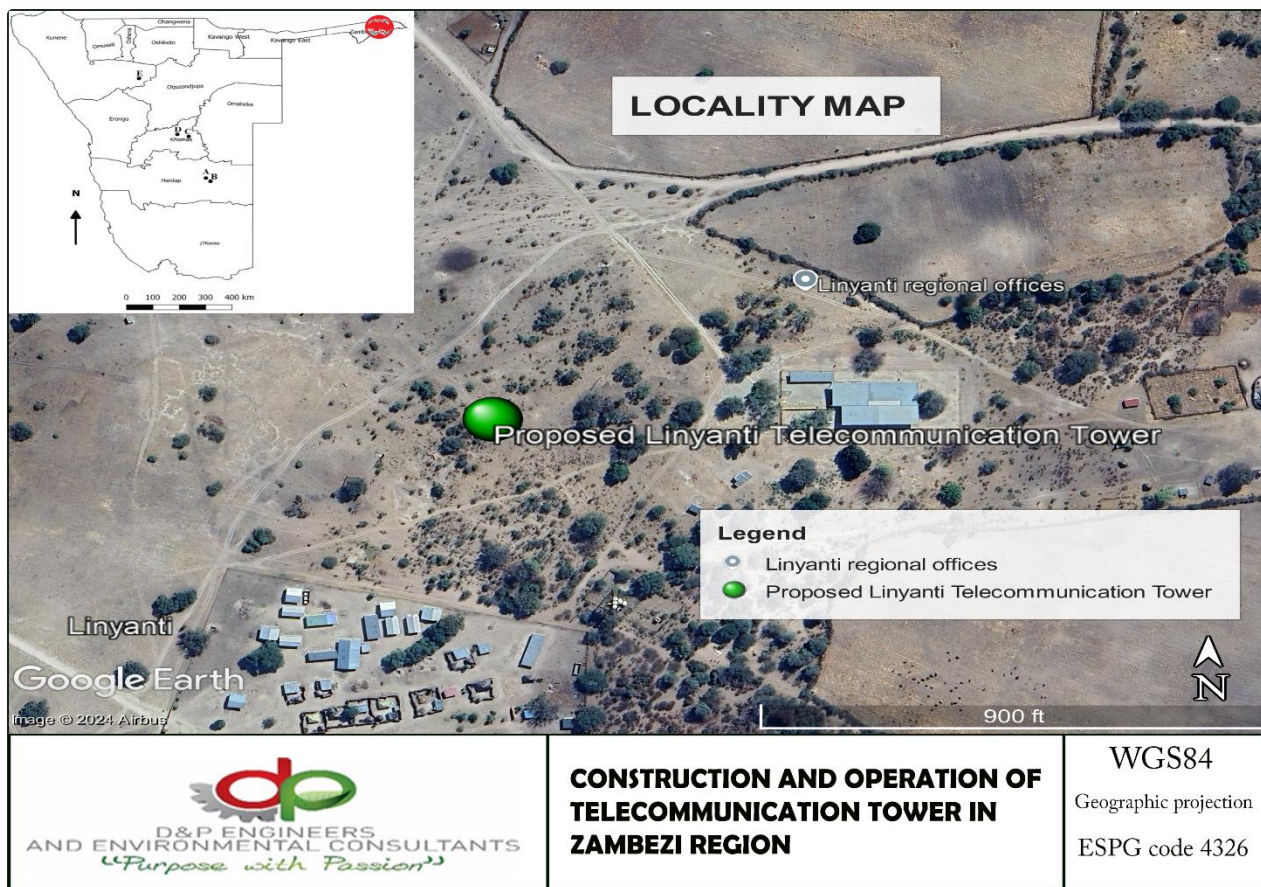 Ohangwena
Kunene
Omusati
Oshana
Oshikoto
Kavango West
Kavango East
Zambezi
E
Otjozondjupa
Omaheke
Erongo
D
C
Khomas
A
B
Hardap
N
//Karas
0 100 200 300 400 km
LOCALITY MAP
Linyanti regional offices
Proposed Linyanti Telecommunication Tower
Legend
Linyanti regional offices
Proposed Linyanti Telecommunication Tower
Linyanti
Google Earth
Image © 2024 Airbus
N
900 ft
dp
D&P ENGINEERS
AND ENVIRONMENTAL CONSULTANTS
“Purpose with Passion”
CONSTRUCTION AND OPERATION OF
TELECOMMUNICATION TOWER IN
ZAMBEZI REGION
WGS84
Geographic projection
ESPG code 4326